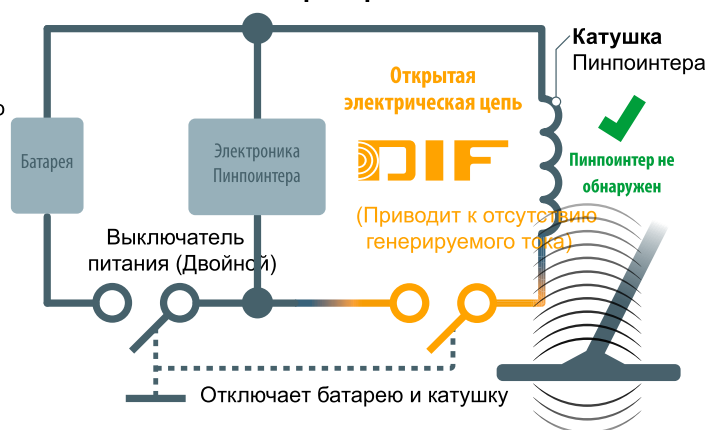 Катушка
Пинпоинтера
Открытая
электрическая цепь
DIF
Батарея
Электроника
Пинпоинтера
Пинпоинтер не
обнаружен
(Приводит к отсутствию
генерируемого тока)
Выключатель
питания (Двойной)
Отключает батарею и катушку